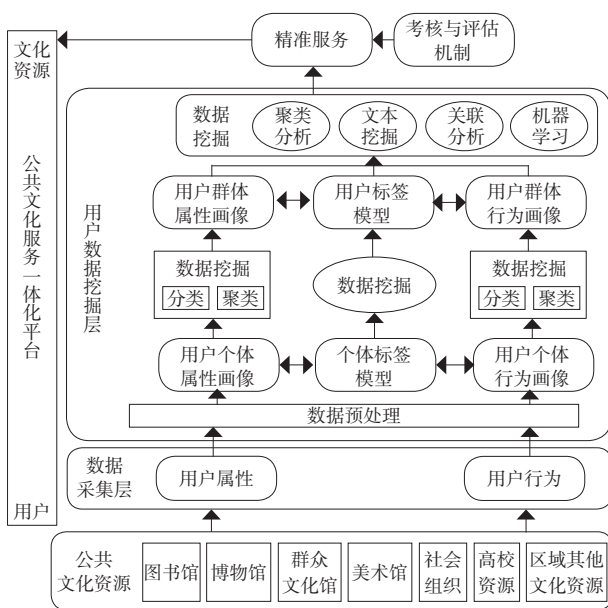 文化
资源
公共文化服务一体化平台
用户
精准服务
考核与评估
机制
用户数据挖掘层
数据
挖掘
聚类
分析
文本
挖掘
关联
分析
机器
学习
用户群体
属性画像
用户标签
模型
用户群体
行为画像
数据挖掘
分类
聚类
数据挖掘
数据挖掘
分类
聚类
用户个体
属性画像
个体标签
模型
用户个体
行为画像
数据预处理
数据
采集层
用户属性
用户行为
公共
文化资源
图书馆
博物馆
群众
文化馆
美术馆
社会
组织
高校
资源
区域其他
文化资源